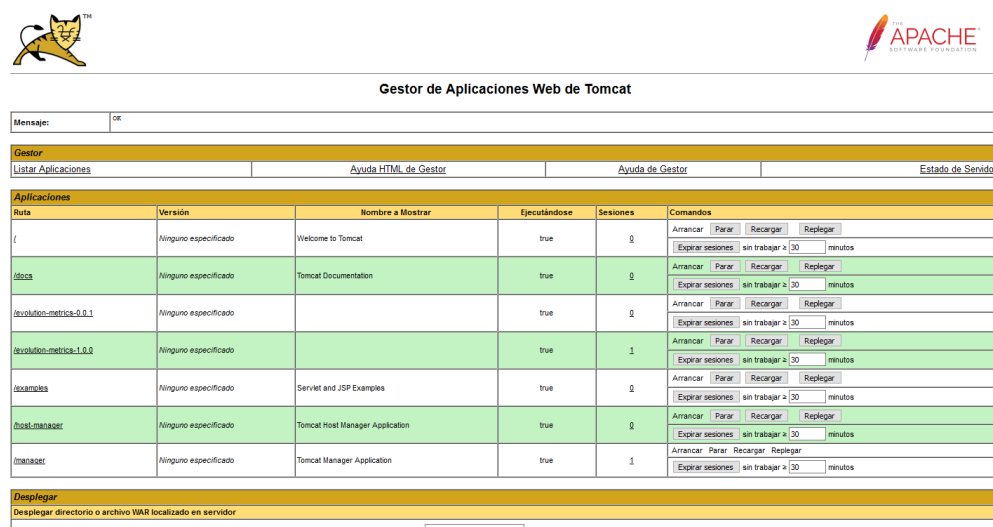 TM
THE
APACHE
SOFTWARE FOUNDATION
Gestor de Aplicaciones Web de Tomcat
Mensaje: OK
Gestor
Listar Aplicaciones Ayuda HTML de Gestor Ayuda de Gestor Estado de Servido
Aplicaciones
Ruta Versión Nombre a Mostrar Ejecutándose Sesiones Comandos
/ Ninguno especificado Welcome to Tomcat true 0 Arrancar Parar Recargar Replegar
Expirar sesiones sin trabajar ≥ 30 minutos
/docs Ninguno especificado Tomcat Documentation true 0 Arrancar Parar Recargar Replegar
Expirar sesiones sin trabajar ≥ 30 minutos
/evolution-metrics-0.0.1 Ninguno especificado true 0 Arrancar Parar Recargar Replegar
Expirar sesiones sin trabajar ≥ 30 minutos
/evolution-metrics-1.0.0 Ninguno especificado true 1 Arrancar Parar Recargar Replegar
Expirar sesiones sin trabajar ≥ 30 minutos
/examples Ninguno especificado Servlet and JSP Examples true 0 Arrancar Parar Recargar Replegar
Expirar sesiones sin trabajar ≥ 30 minutos
/host-manager Ninguno especificado Tomcat Host Manager Application true 0 Arrancar Parar Recargar Replegar
Expirar sesiones sin trabajar ≥ 30 minutos
/manager Ninguno especificado Tomcat Manager Application true 1 Arrancar Parar Recargar Replegar
Expirar sesiones sin trabajar ≥ 30 minutos
Desplegar
Desplegar directorio o archivo WAR localizado en servidor